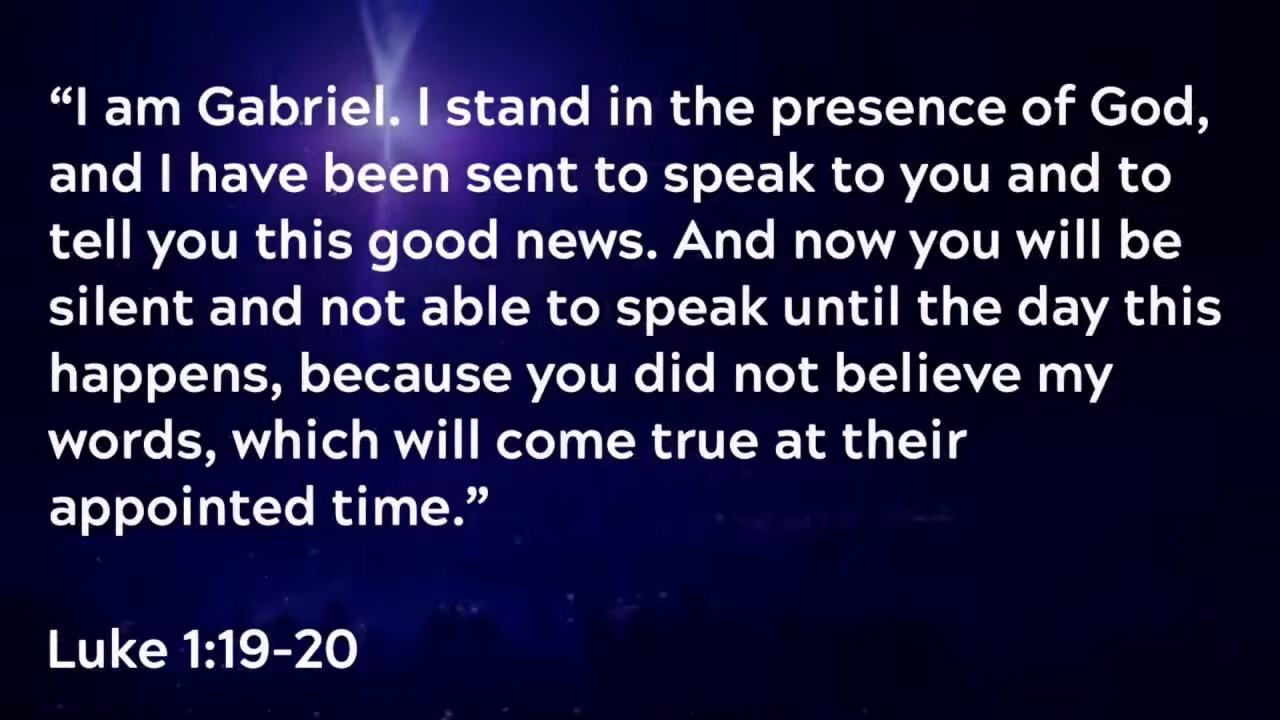 “I am Gabriel. I stand in the presence of God,
and I have been sent to speak to you and to
tell you this good news. And now you will be
silent and not able to speak until the day this
happens, because you did not believe my
words, which will come true at their
appointed time.”
Luke 1:19-20